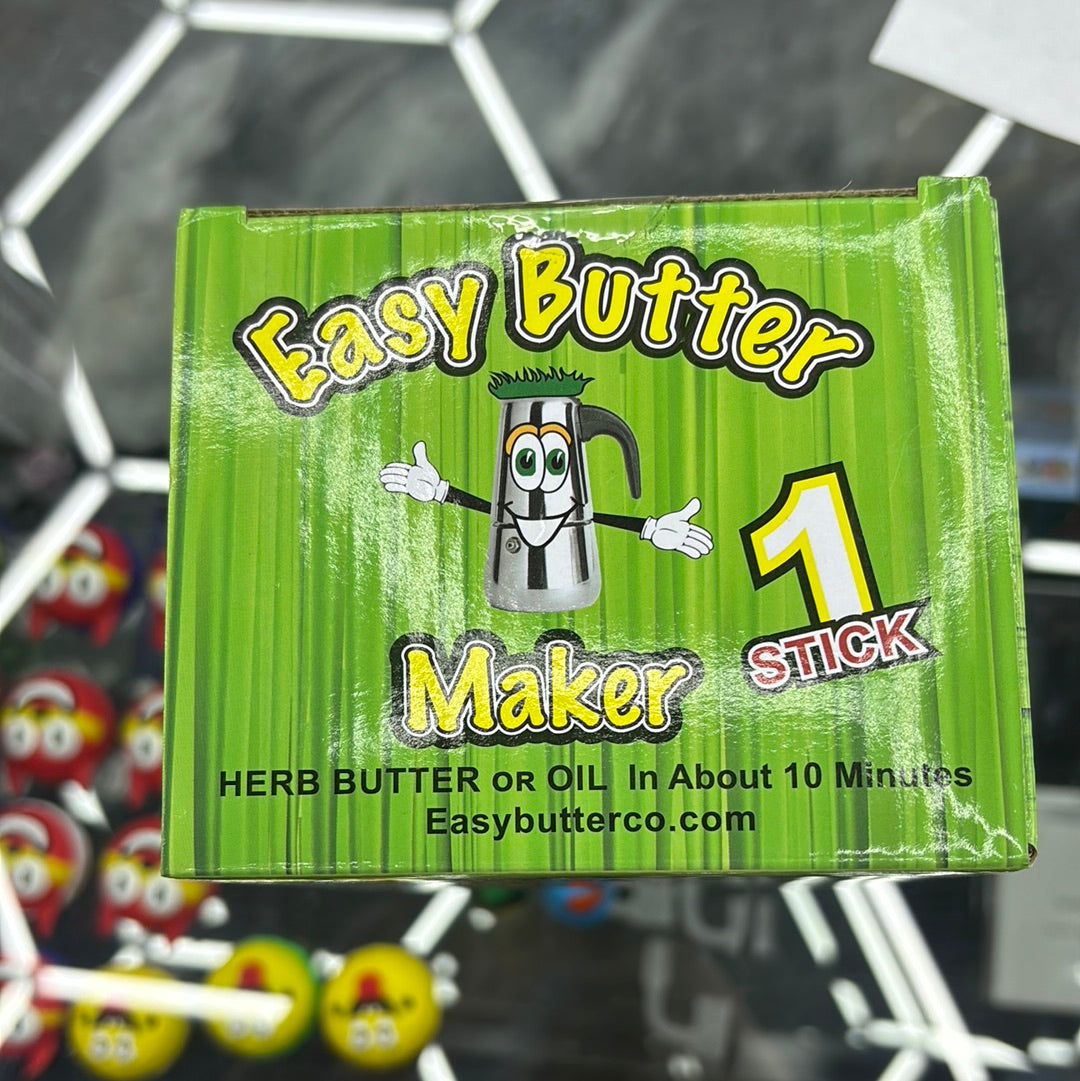 Easy Butter
1
STICK
Maker
HERB BUTTER OR OIL In About 10 Minutes
Easybutterco.com